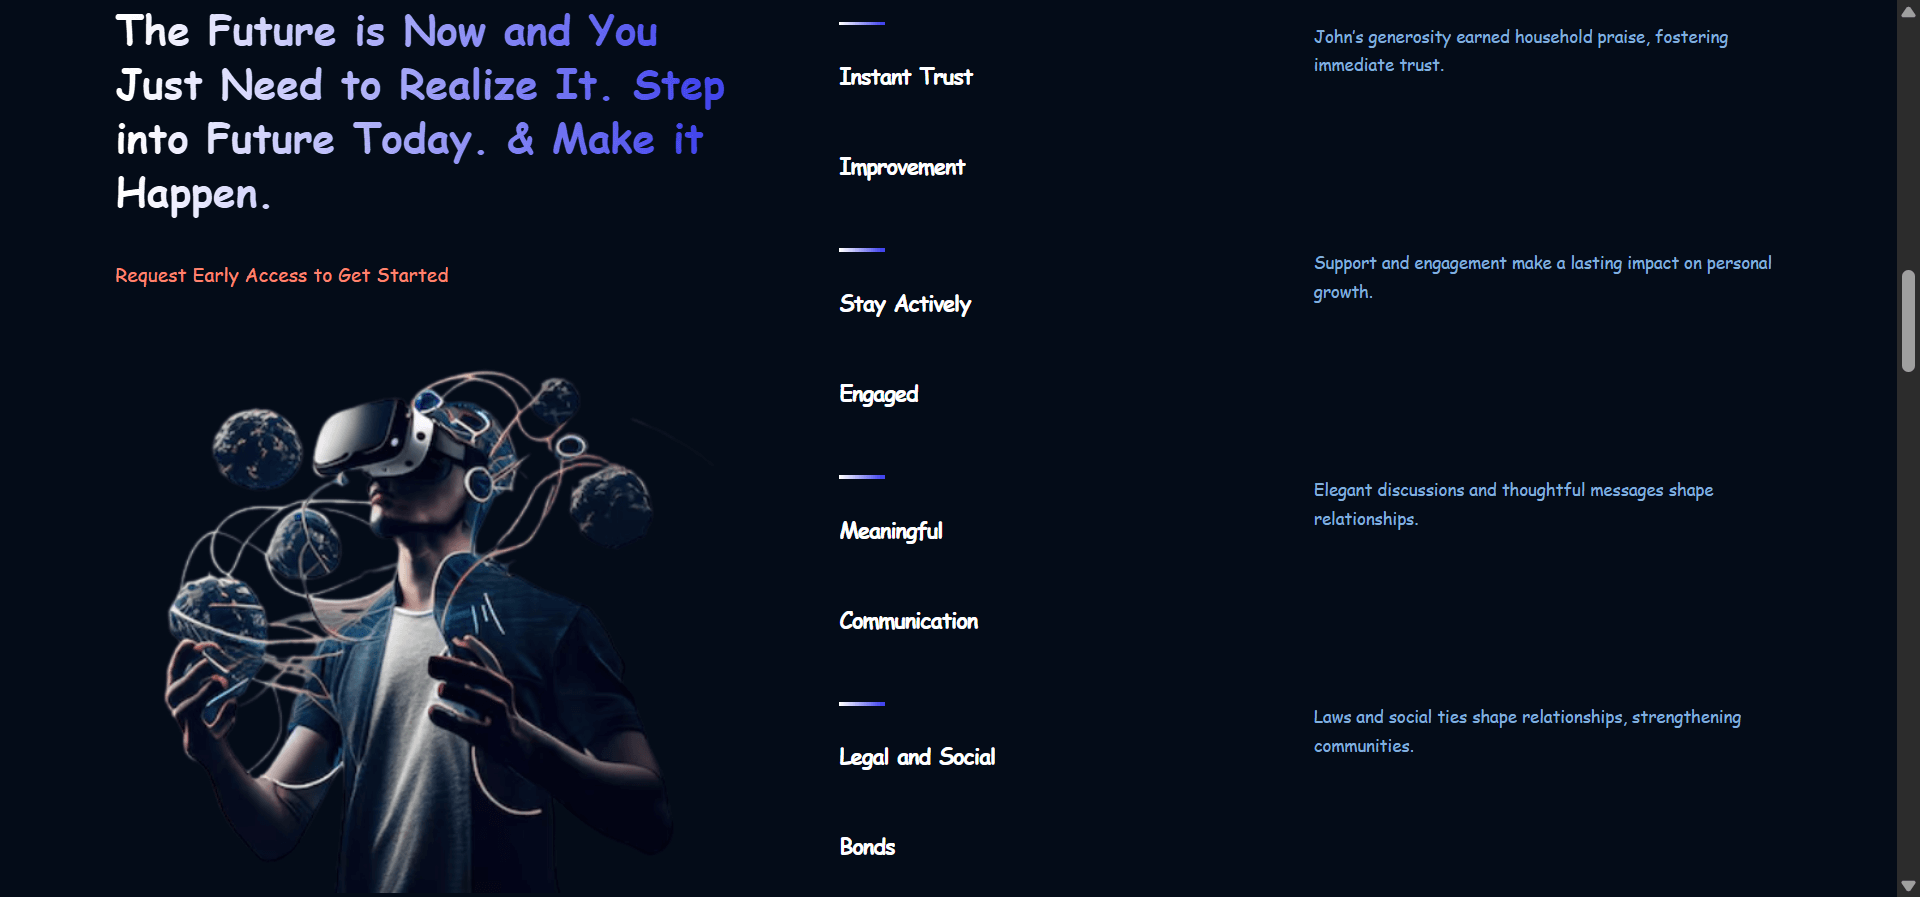 The Future is Now and You
Just Need to Realize It. Step
into Future Today. & Make it
Happen.
Request Early Access to Get Started
Instant Trust
Improvement
John's generosity earned household praise, fostering
immediate trust.
Stay Actively
Engaged
Support and engagement make a lasting impact on personal
growth.
Meaningful
Communication
Elegant discussions and thoughtful messages shape
relationships.
Legal and Social
Bonds
Laws and social ties shape relationships, strengthening
communities.